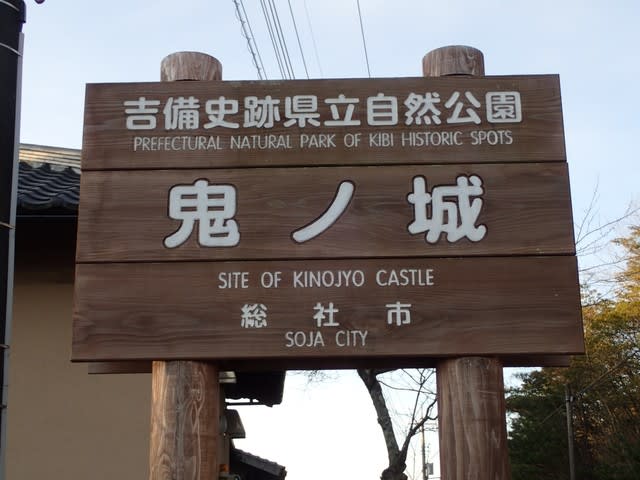 吉備史跡県立自然公園
PREFECTURAL NATURAL PARK OF KIBI HISTORIC SPOTS
鬼ノ城
SITE OF KINOJYO CASTLE
総社市
SOJA CITY